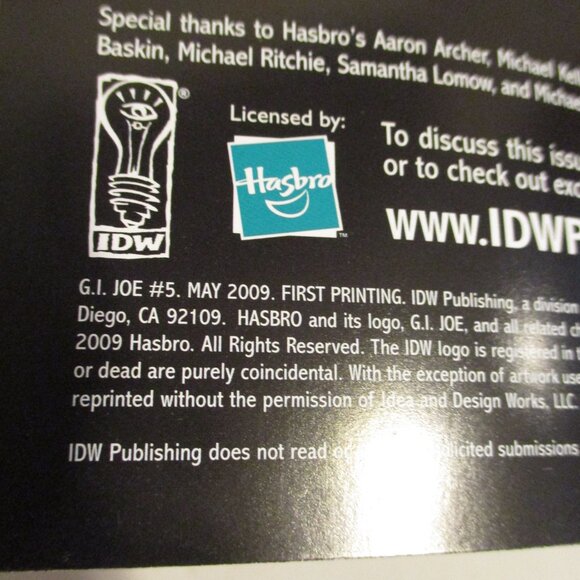 Special thanks to Hasbro's Aaron Archer, Michael
Baskin, Michael Ritchie, Samantha Lomow, and
IDW
®
Licensed by:
Hasbro
™
To discuss this
or to check out
www.IDWP
G.I. JOE #5. MAY 2009. FIRST PRINTING. IDW Publishing, a division
Diego, CA 92109. HASBRO and its logo, G.I. JOE, and all related
2009 Hasbro. All Rights Reserved. The IDW logo is registered in
or dead are purely coincidental. With the exception of artwork
reprinted without the permission of Idea and Design Works, LLC.
IDW Publishing does not read submissions